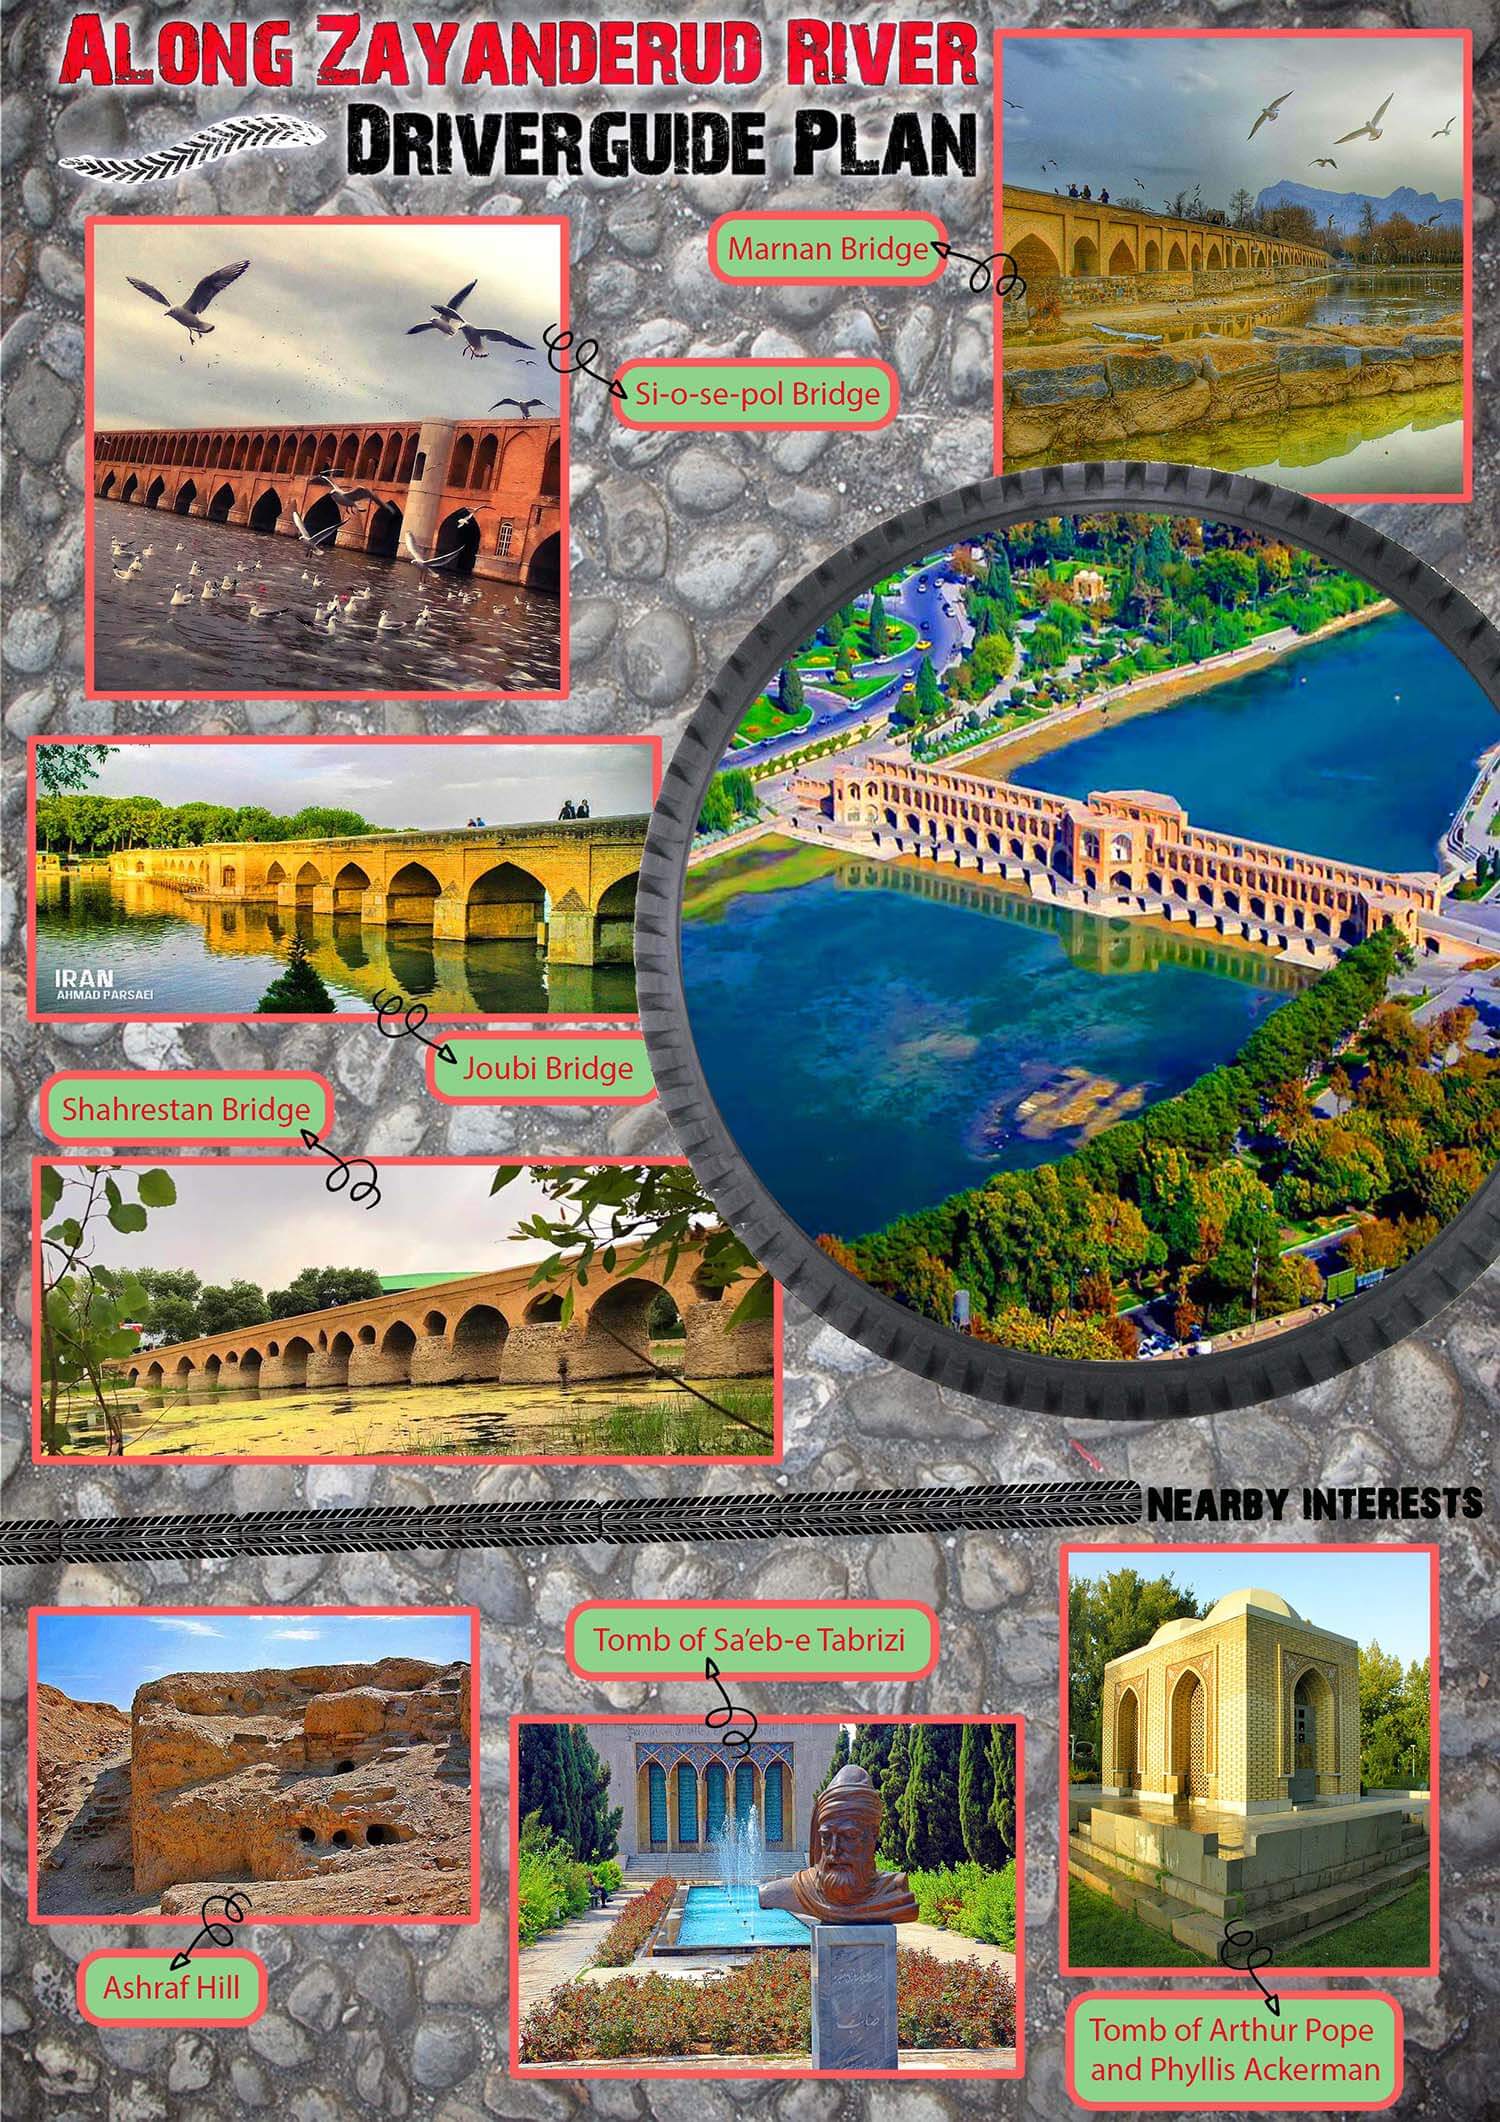 ALONG ZAYANDERUD RIVER
DRIVERGUIDE PLAN
Marnan Bridge
Si-o-se-pol Bridge
IRAN
AHMAD PARSAEI
Joubi Bridge
Shahrestan Bridge
NEARBY INTERESTS
Tomb of Sa'eb-e Tabrizi
Ashraf Hill
Tomb of Arthur Pope
and Phyllis Ackerman